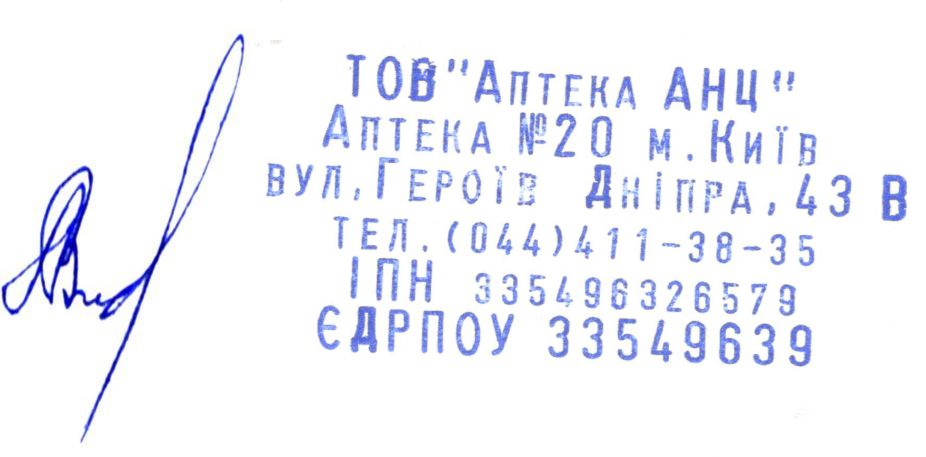 ТОВ"АПТЕКА АНЦ"
АПТЕКА №20 м.КИЇВ
ВУЛ,ГЕРОЇВ ДНІПРА,43 В
ТЕЛ.(044)411-38-35
ІПН 335496326579
ЄДРПОУ 33549639